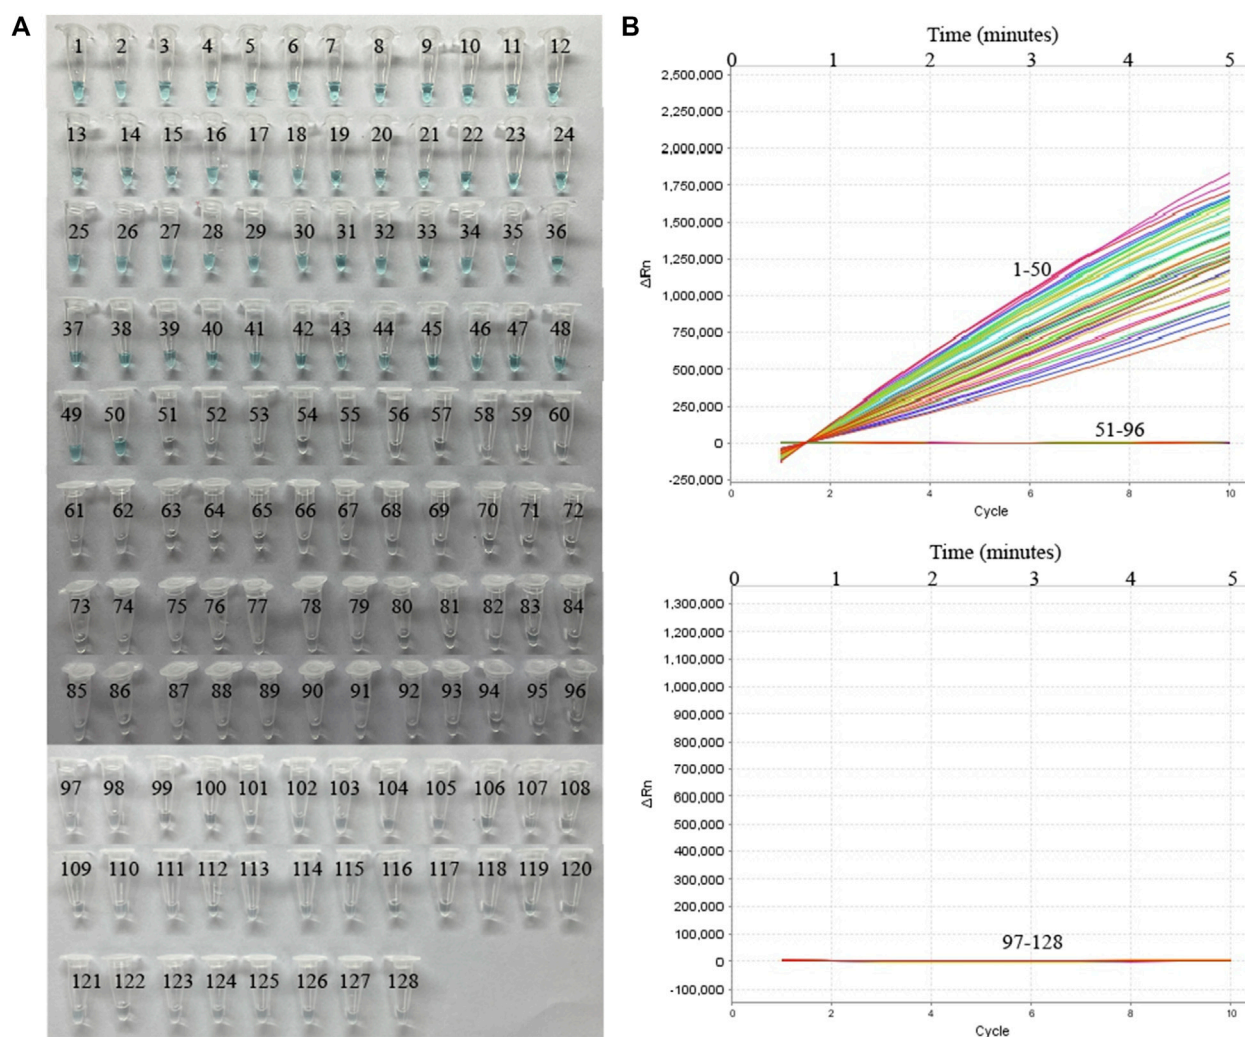 A
1 2 3 4 5 6 7 8 9 10 11 12
13 14 15 16 17 18 19 20 21 22 23 24
25 26 27 28 29 30 31 32 33 34 35 36
37 38 39 40 41 42 43 44 45 46 47 48
49 50 51 52 53 54 55 56 57 58 59 60
61 62 63 64 65 66 67 68 69 70 71 72
73 74 75 76 77 78 79 80 81 82 83 84
85 86 87 88 89 90 91 92 93 94 95 96
97 98 99 100 101 102 103 104 105 106 107 108
109 110 111 112 113 114 115 116 117 118 119 120
121 122 123 124 125 126 127 128
B
Time (minutes)
0 1 2 3 4 5
2,500,000
2,250,000
2,000,000
1,750,000
1,500,000
1,250,000
1,000,000
750,000
500,000
250,000
0
-250,000
ΔRn
1-50
51-96
0 2 4 6 8 10
Cycle
Time (minutes)
0 1 2 3 4 5
1,300,000
1,200,000
1,100,000
1,000,000
900,000
800,000
700,000
600,000
500,000
400,000
300,000
200,000
100,000
0
-100,000
ΔRn
97-128
0 2 4 6 8 10
Cycle